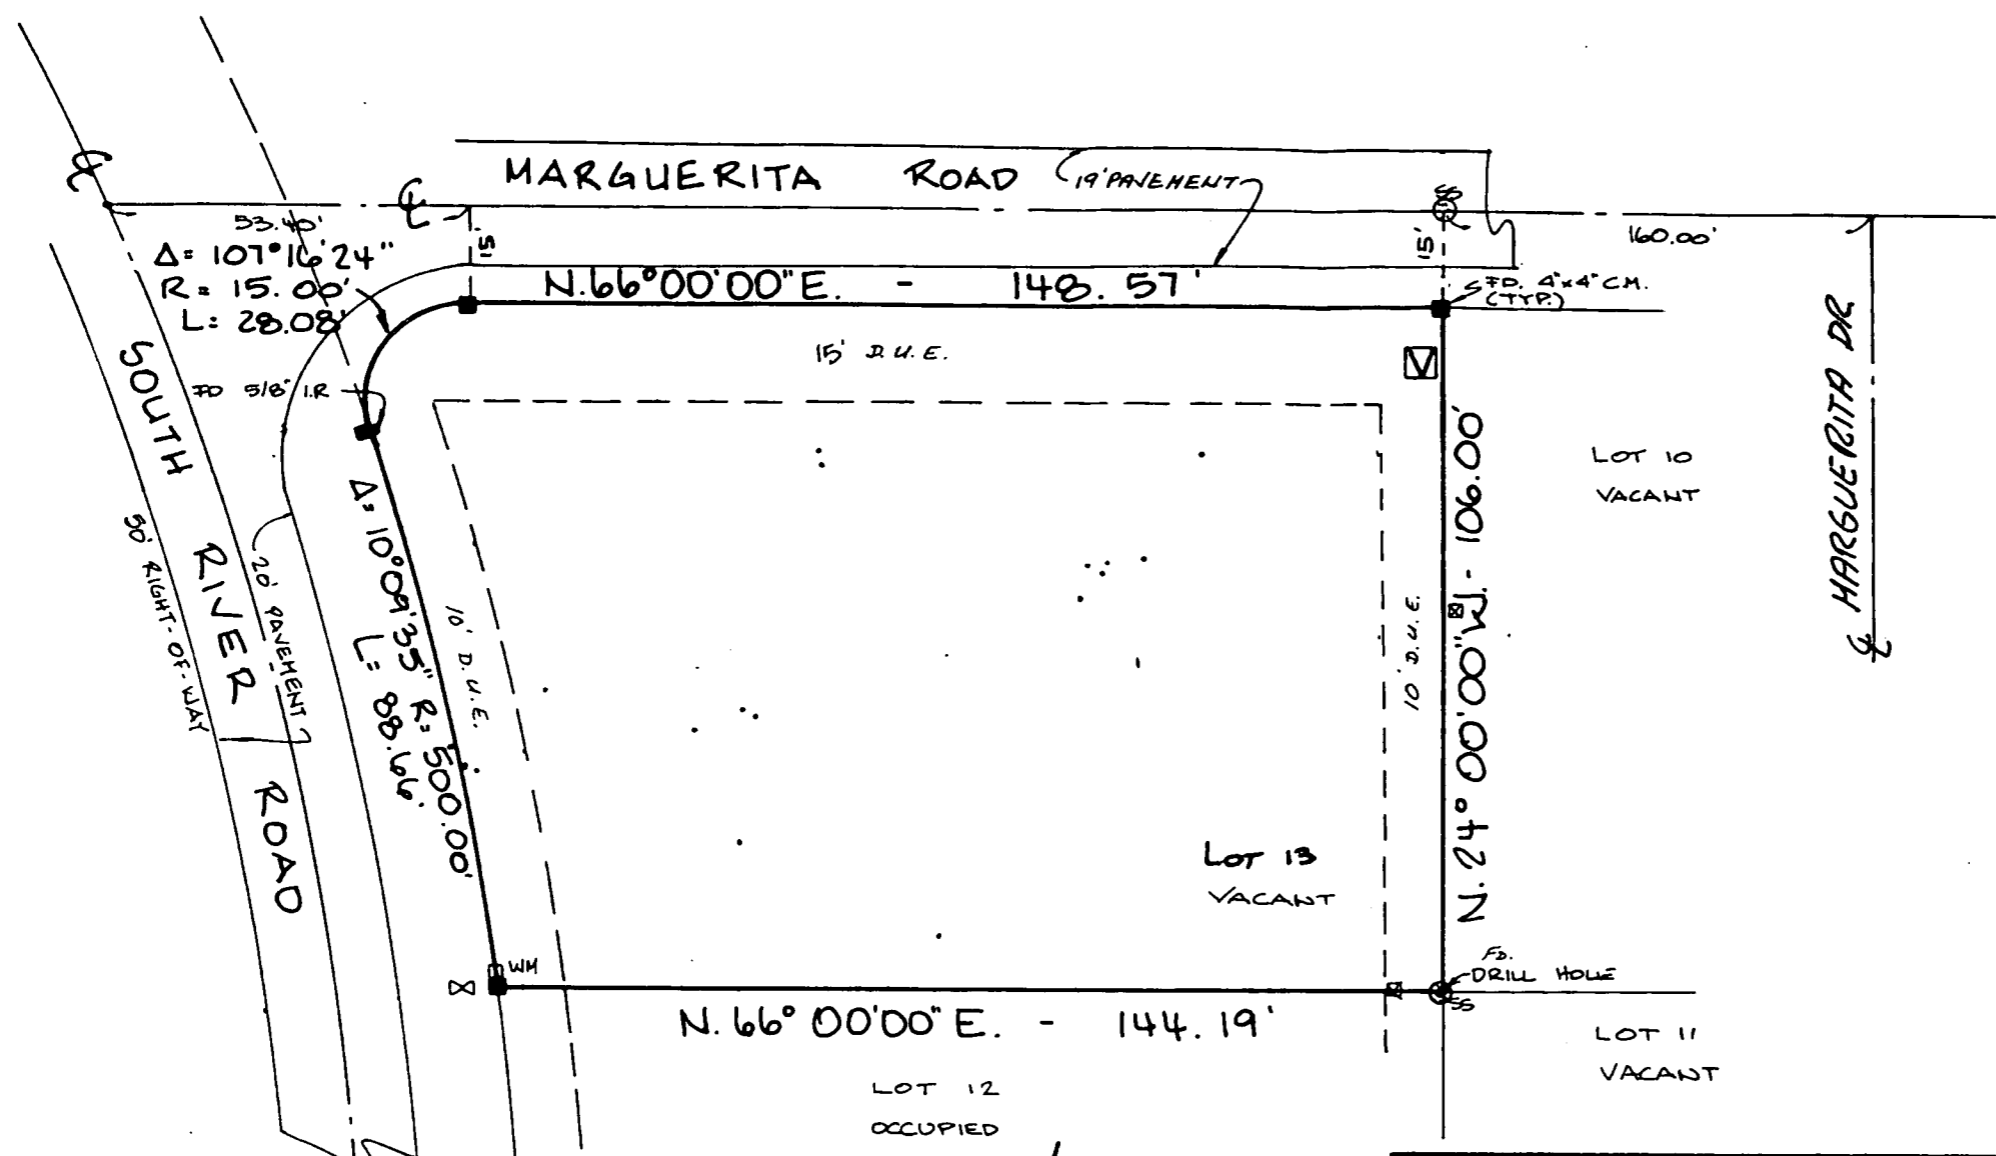 MARGUERITA ROAD
19' PAVEMENT
℄
℄
53.40'
Δ= 107°16'24"
R= 15.00'
L= 28.08'
15'
N.66°00'00"E. - 148.57'
SS
15'
160.00'
FD. 4"x4" C.M.
(TYP.)
15' D.U.E.
FD 5/8" I.R
SOUTH RIVER ROAD
50' RIGHT-OF-WAY
20' PAVEMENT
Δ= 10°09'35" R= 500.00'
L= 88.66'
10' D.U.E.
10' D.U.E.
N. 24° 00'00"W. - 106.00'
LOT 10
VACANT
MARGUERITA DR
℄
LOT 13
VACANT
WM
FD.
DRILL HOLE
SS
N. 66° 00'00" E. - 144.19'
LOT 11
VACANT
LOT 12
OCCUPIED